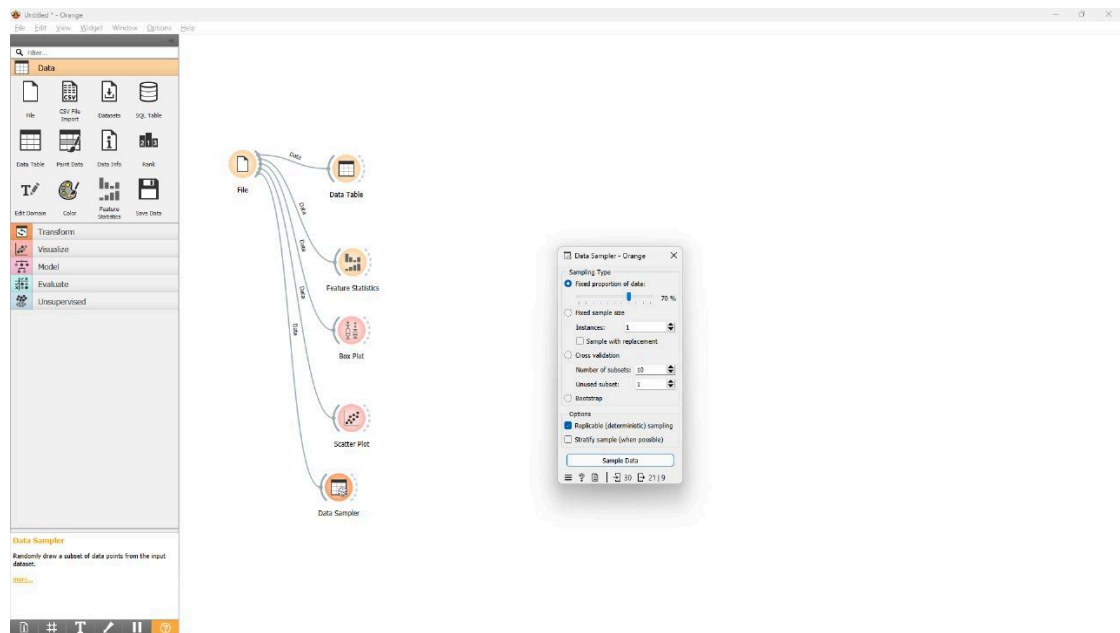 Untitled * - Orange
File Edit View Widget Window Options Help
Filter...
Data
File
CSV File Import
Datasets
SQL Table
Data Table
Paint Data
Data Info
Rank
Edit Domain
Color
Feature Statistics
Save Data
Transform
Visualize
Model
Evaluate
Unsupervised
Data Sampler
Randomly draw a subset of data points from the input
dataset.
more...
File
Data
Data Table
Data
Feature Statistics
Data
Box Plot
Data
Scatter Plot
Data
Data Sampler
Data Sampler - Orange
Sampling Type
Fixed proportion of data:
70 %
Fixed sample size
Instances: 1
Sample with replacement
Cross validation
Number of subsets: 10
Unused subset: 1
Bootstrap
Options
Replicable (deterministic) sampling
Stratify sample (when possible)
Sample Data
30 21|9